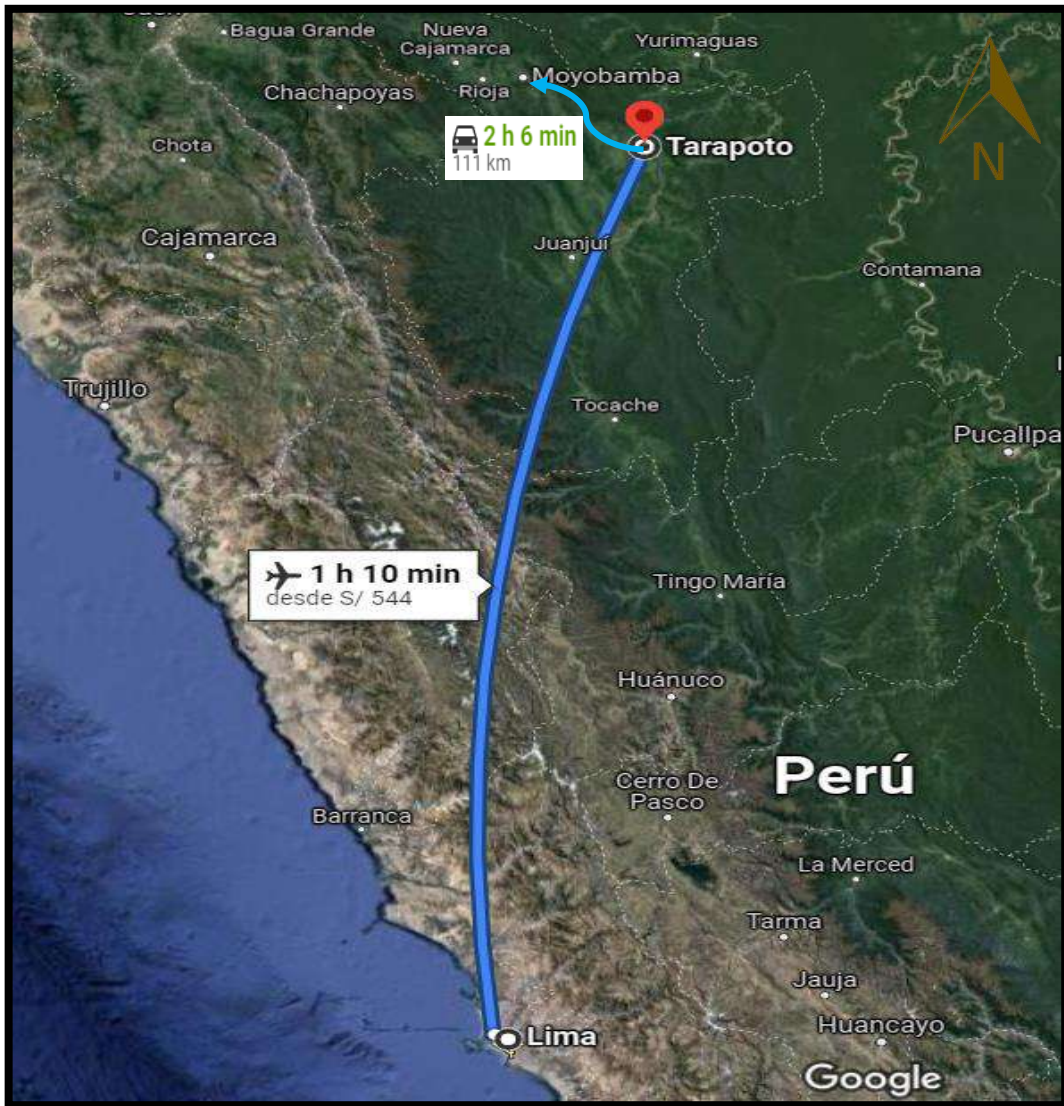 Bagua Grande
Nueva
Cajamarca
Yurimaguas
Moyobamba
Rioja
Chachapoyas
2 h 6 min
111 km
Tarapoto
N
Chota
Cajamarca
Juanjuí
Contamana
Trujillo
Tocache
Pucallpa
1 h 10 min
desde S/ 544
Tingo María
Huánuco
Perú
Cerro De
Pasco
Barranca
La Merced
Tarma
Jauja
Huancayo
Lima
Google